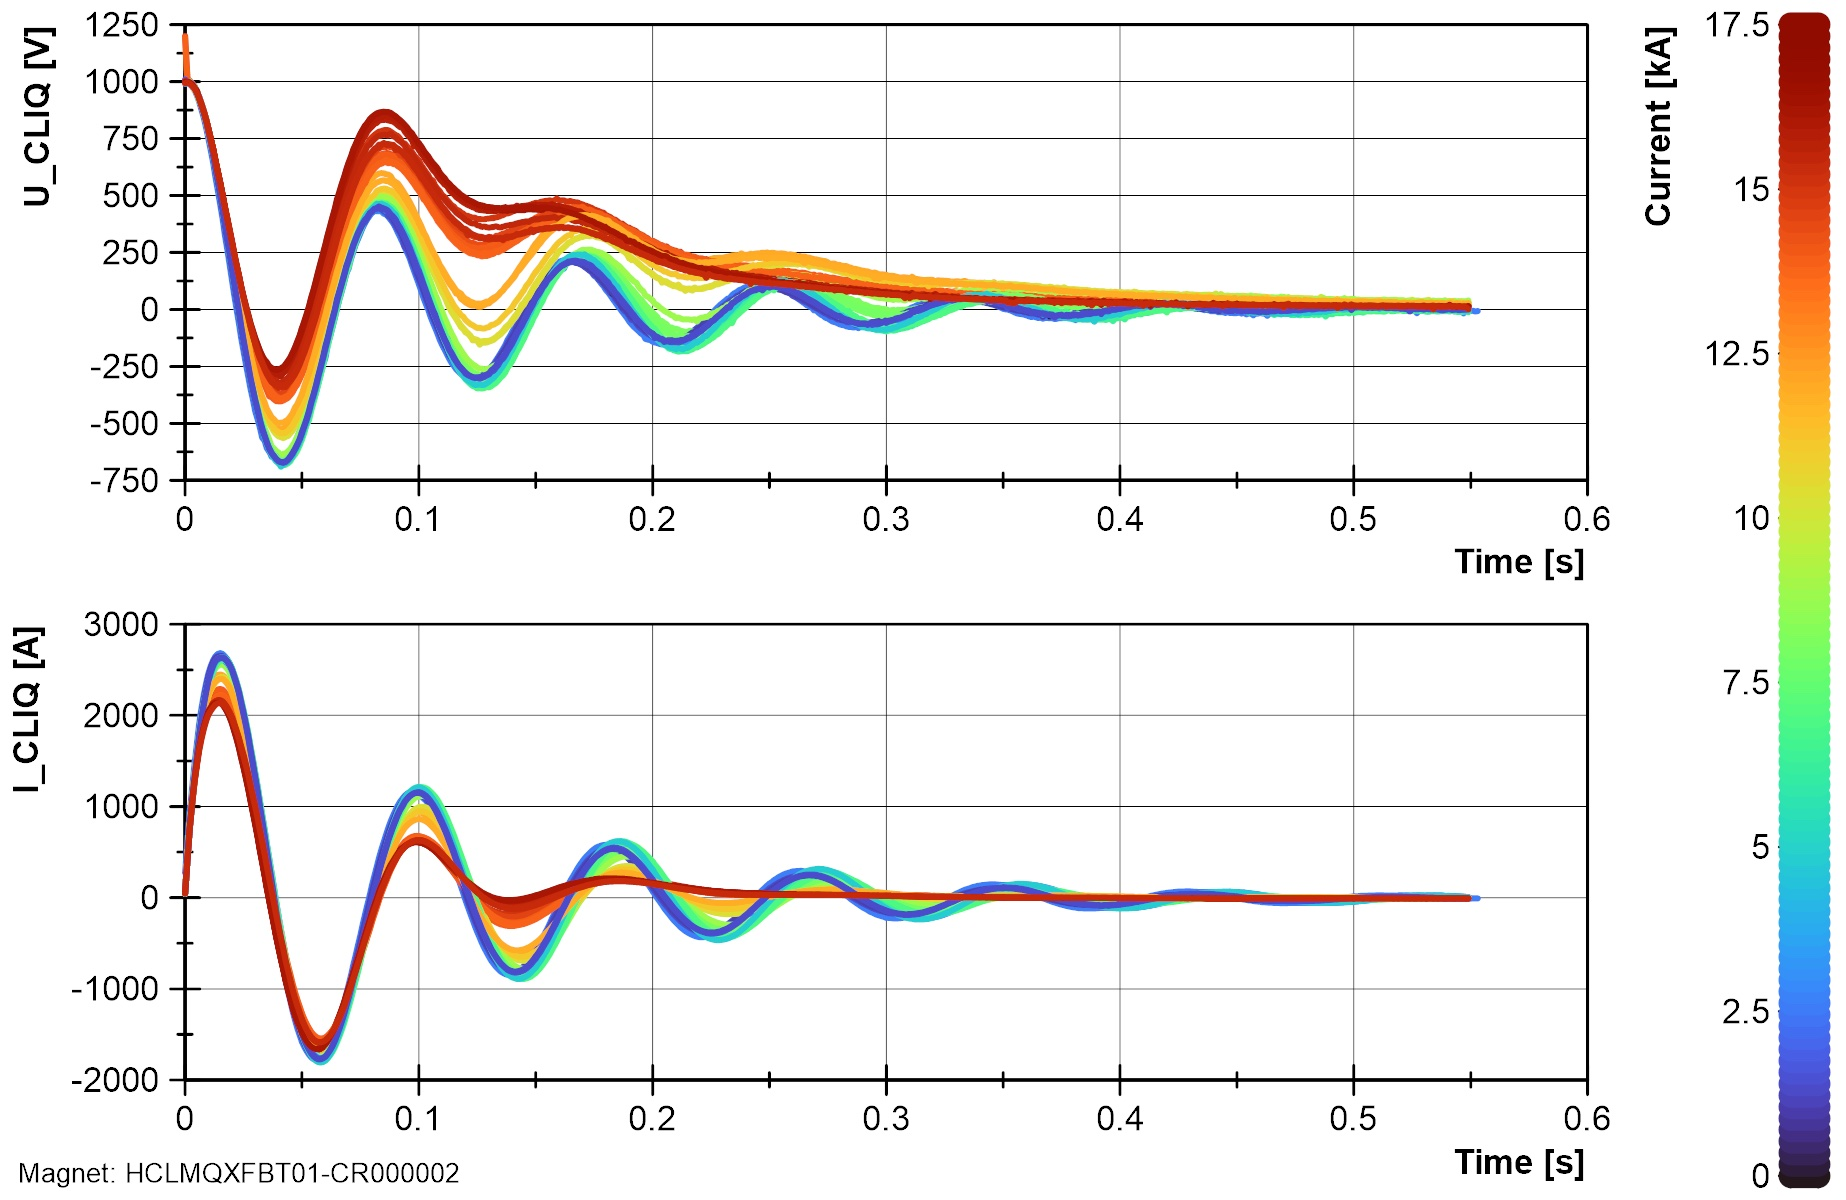 U_CLIQ [V]
1250
1000
750
500
250
0
-250
-500
-750
0 0.1 0.2 0.3 0.4 0.5 0.6
Time [s]
I_CLIQ [A]
3000
2000
1000
0
-1000
-2000
0 0.1 0.2 0.3 0.4 0.5 0.6
Time [s]
Magnet: HCLMQXFBT01-CR000002
Current [kA]
17.5
15
12.5
10
7.5
5
2.5
0